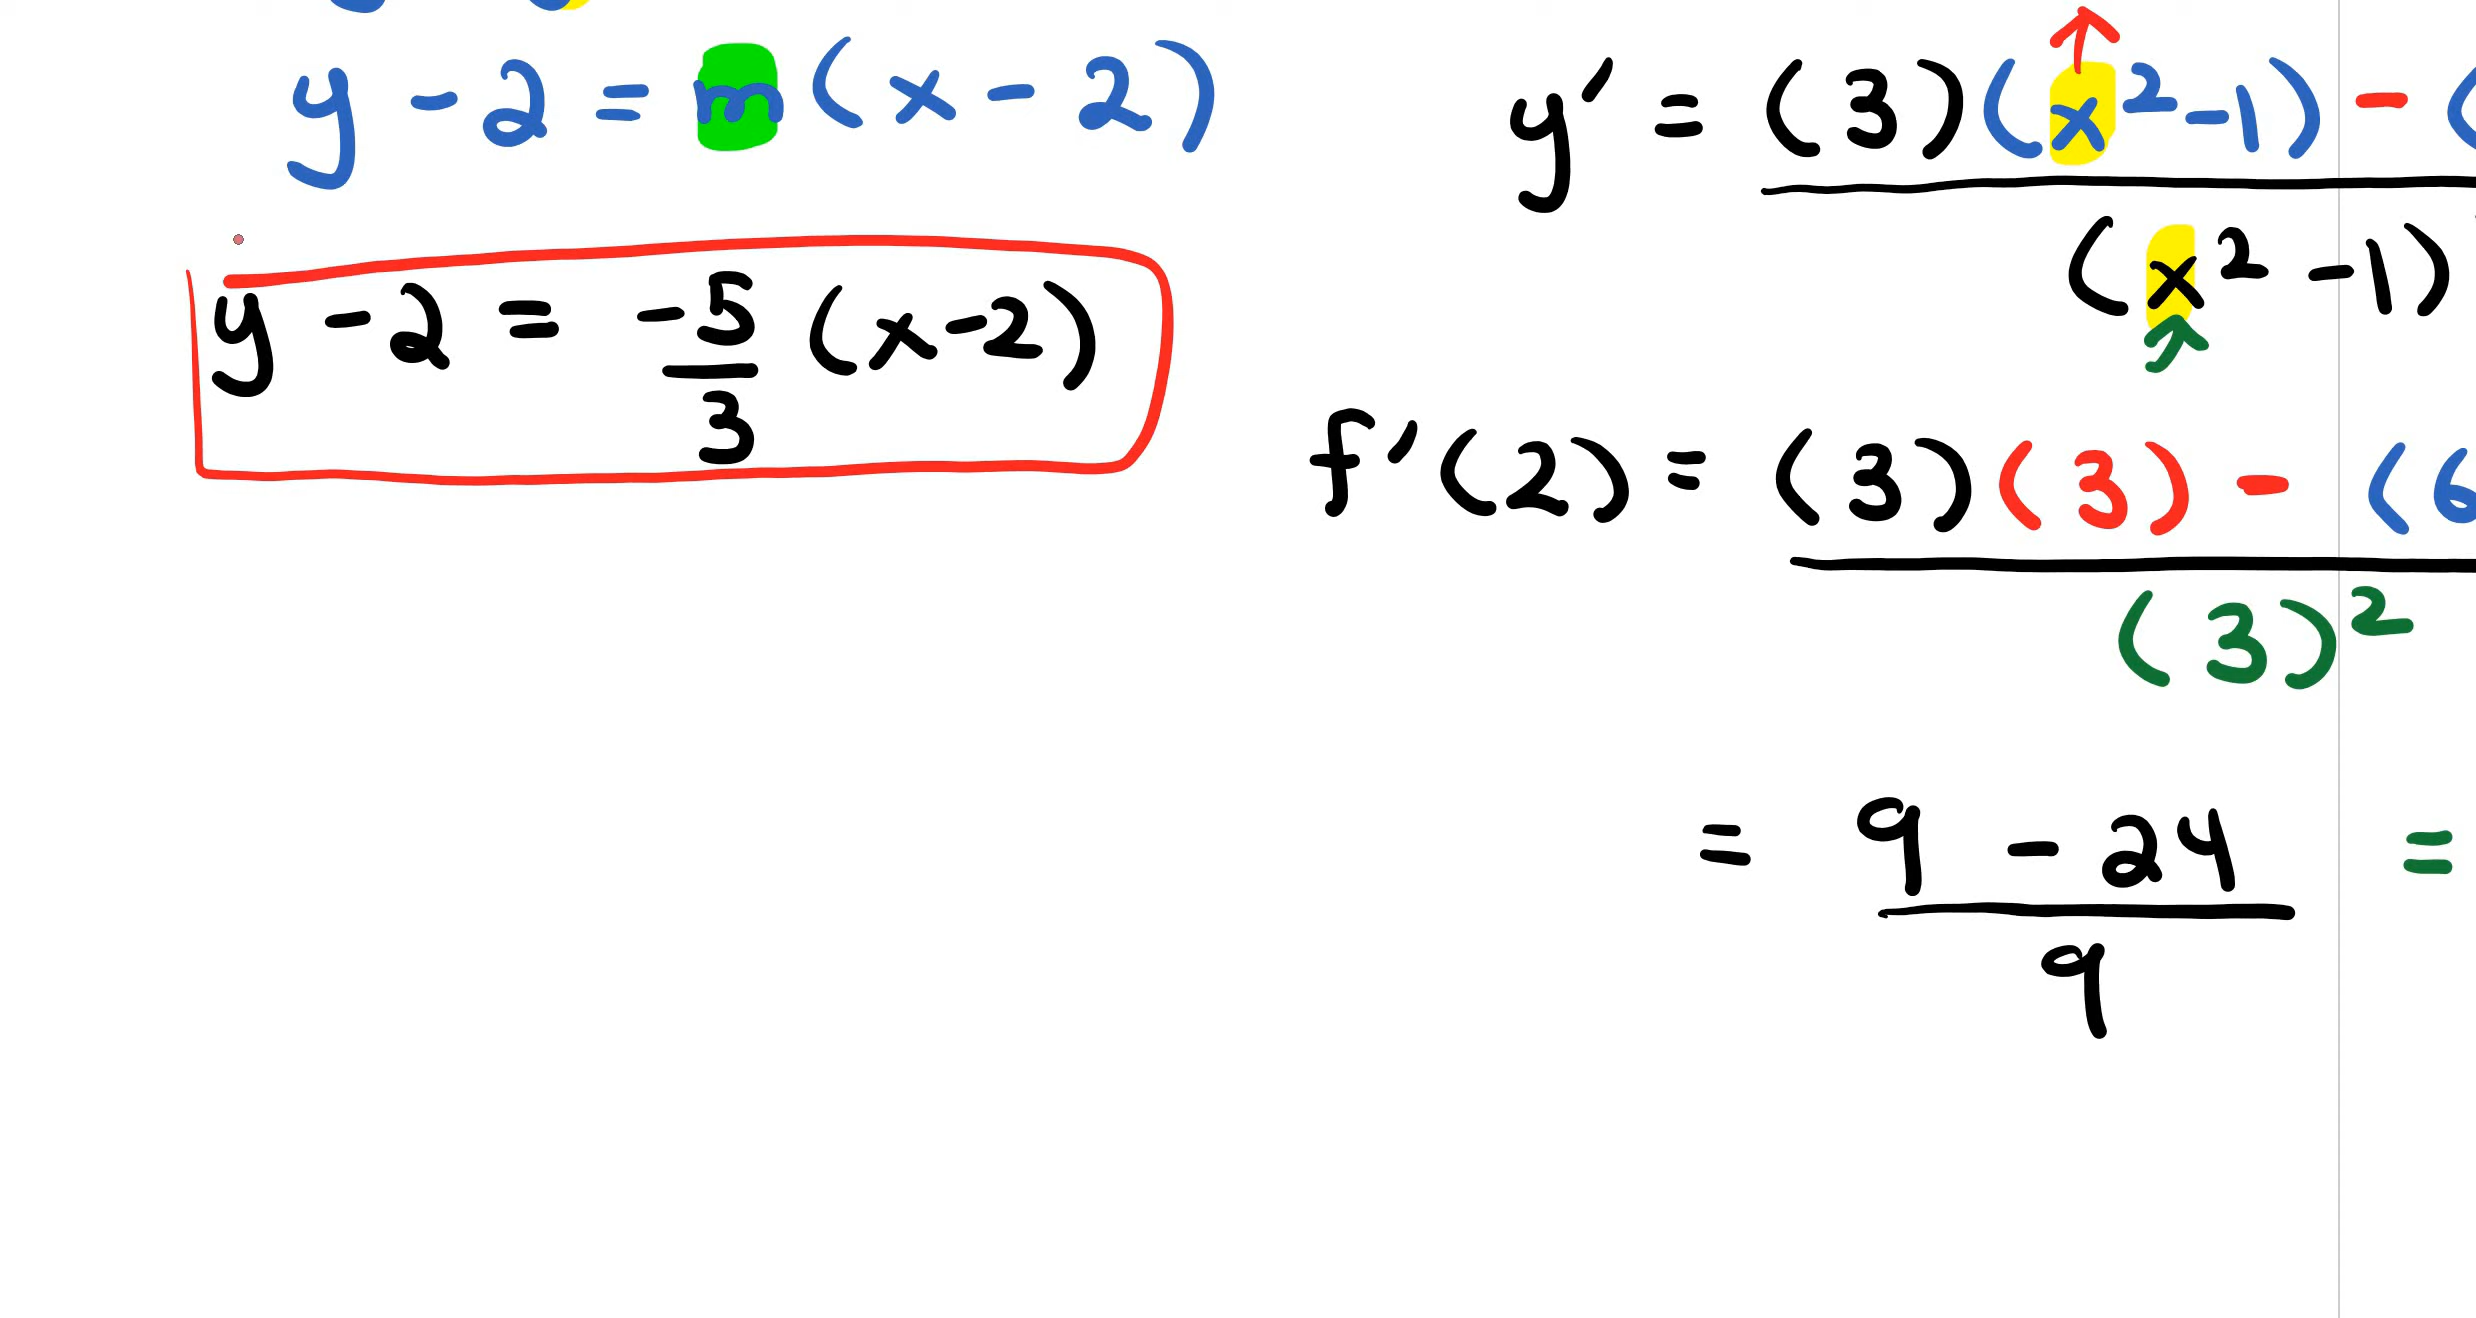 y - 2 = m (x - 2)
y - 2 = -5/3 (x-2)
y' = (3)(x²-1) - (
(x²-1)
f'(2) = (3)(3) - (6
(3)²
= 9 - 24 =
9